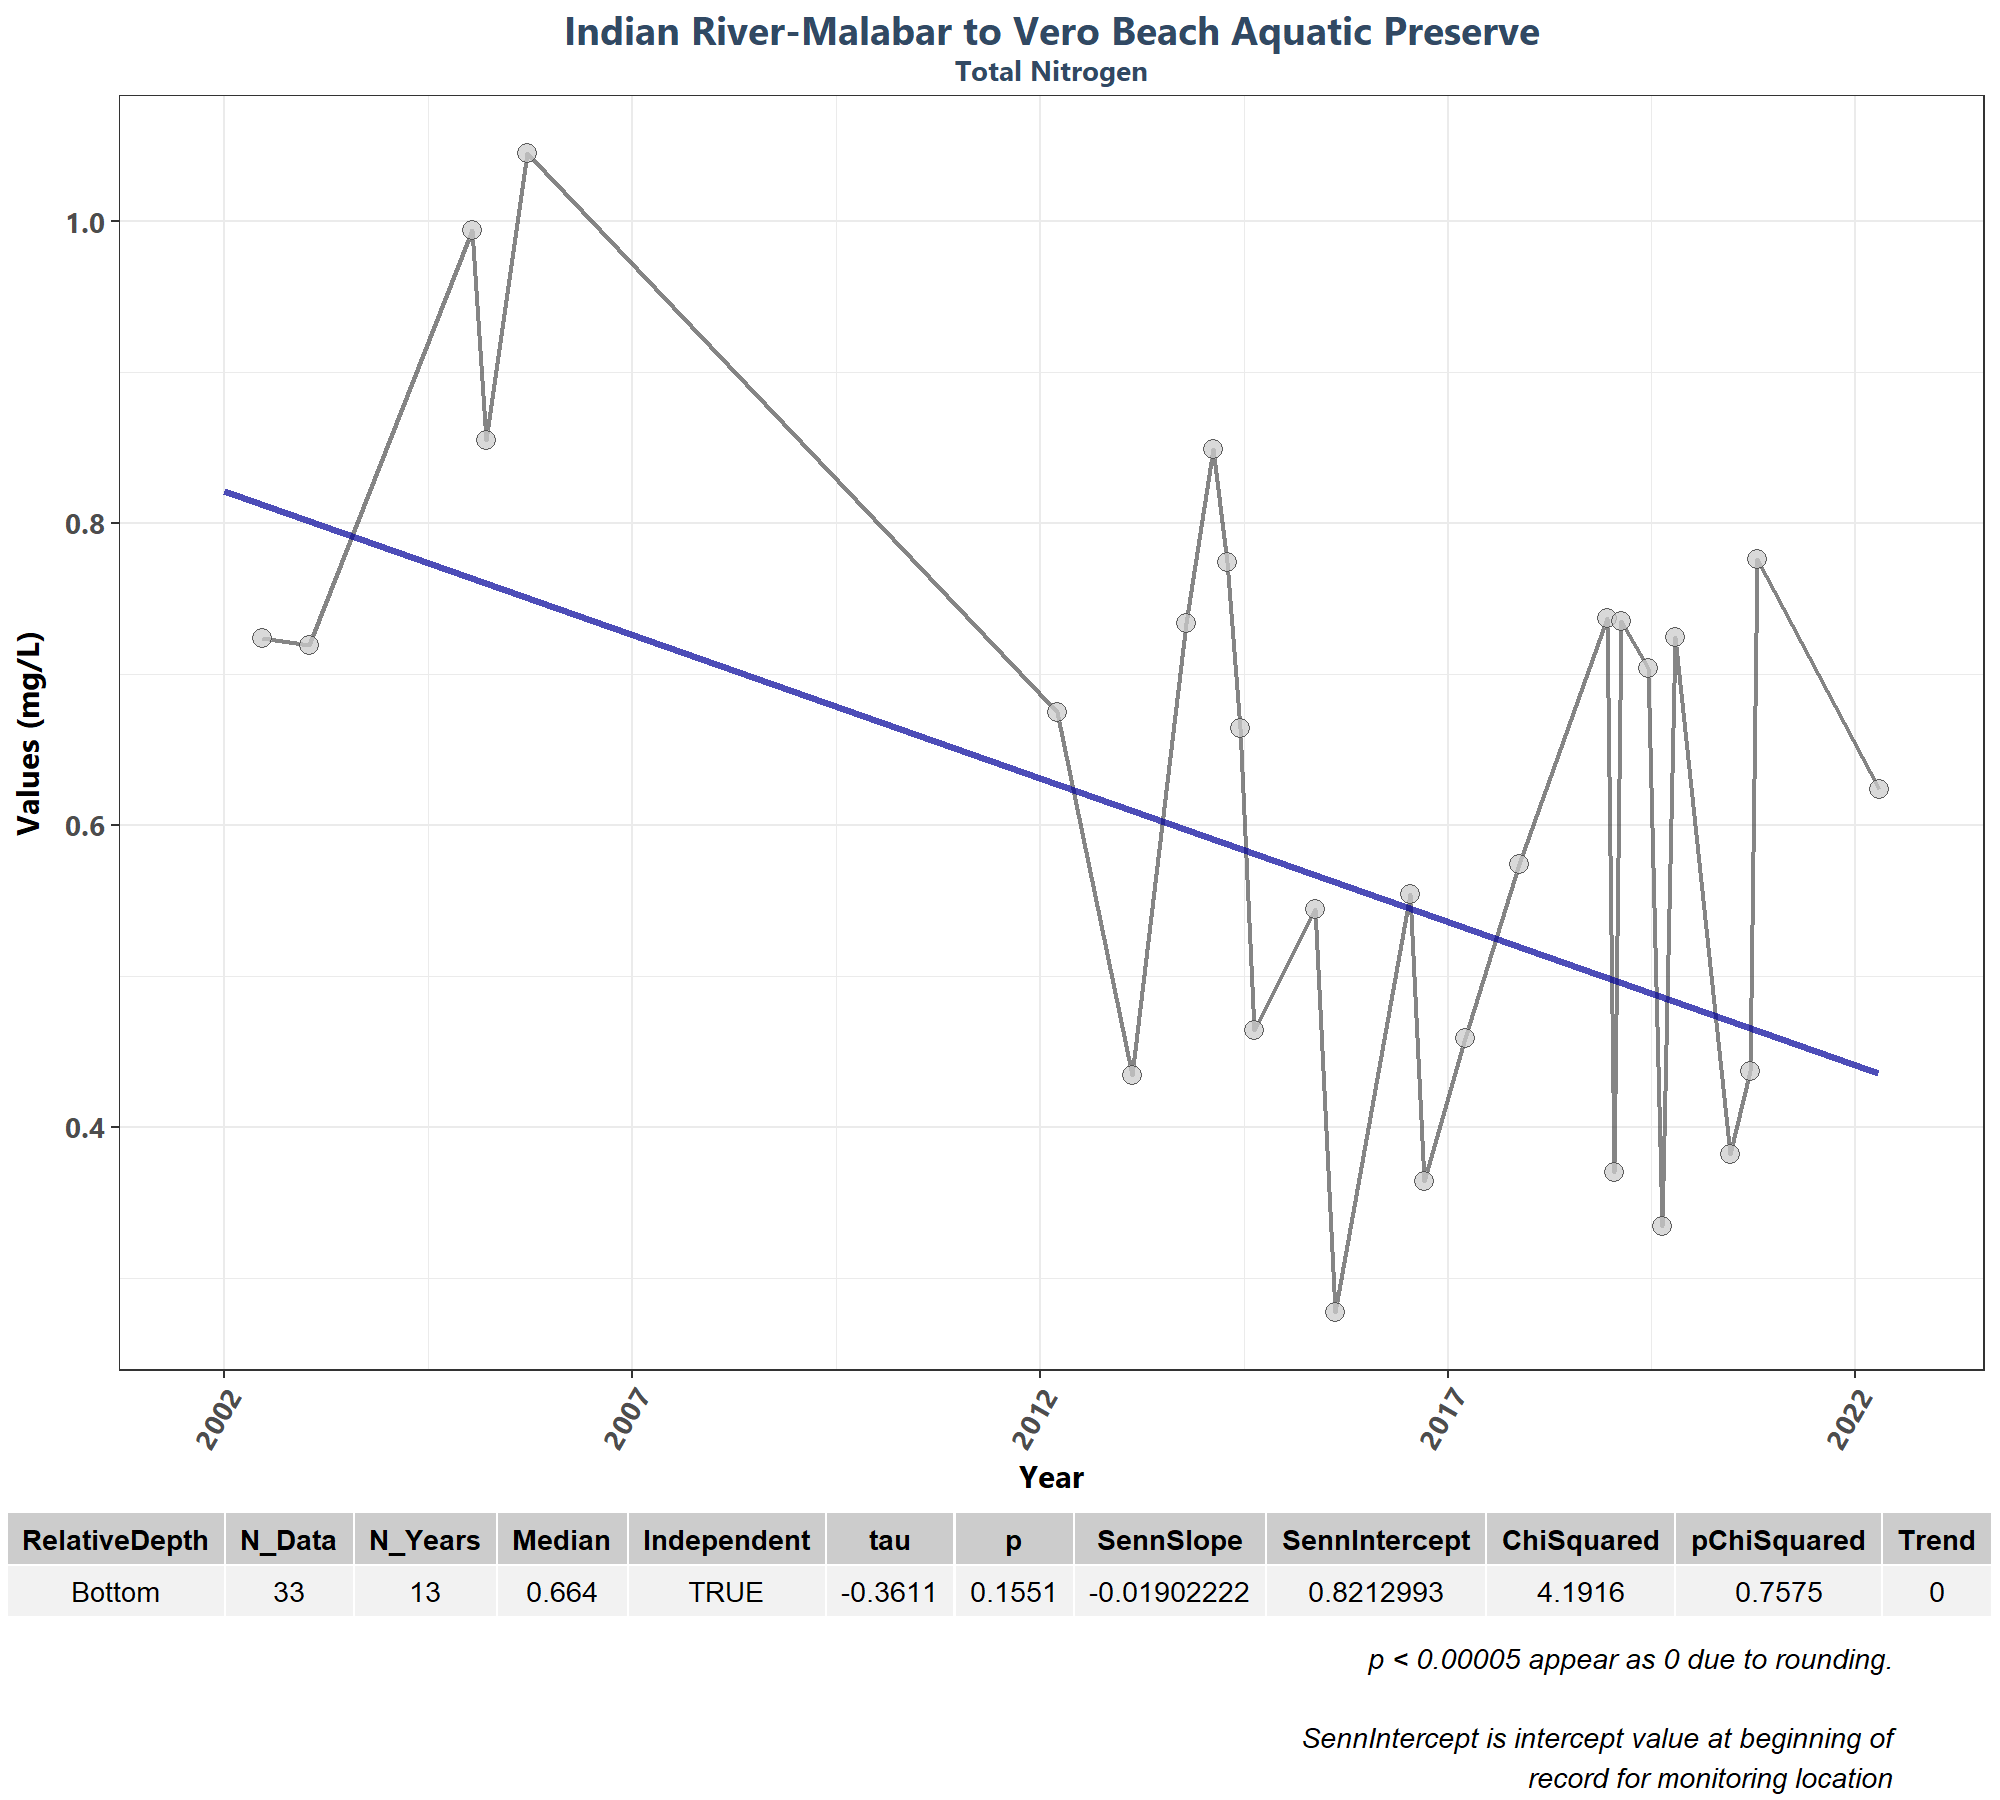 Indian River-Malabar to Vero Beach Aquatic Preserve
Total Nitrogen
Values (mg/L)
1.0
0.8
0.6
0.4
2002 2007 2012 2017 2022
Year
RelativeDepth N_Data N_Years Median Independent tau p SennSlope SennIntercept ChiSquared pChiSquared Trend
Bottom 33 13 0.664 TRUE -0.3611 0.1551 -0.01902222 0.8212993 4.1916 0.7575 0
p < 0.00005 appear as 0 due to rounding.
SennIntercept is intercept value at beginning of
record for monitoring location